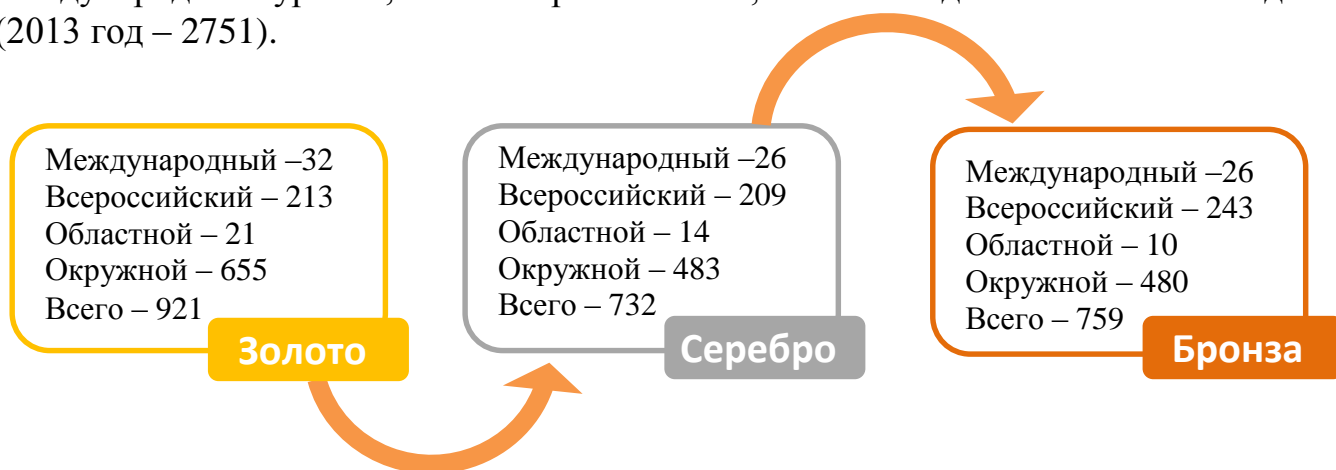 (2013 год – 2751).
Международный –32
Всероссийский – 213
Областной – 21
Окружной – 655
Всего – 921
Золото
Международный –26
Всероссийский – 209
Областной – 14
Окружной – 483
Всего – 732
Серебро
Международный –26
Всероссийский – 243
Областной – 10
Окружной – 480
Всего – 759
Бронза